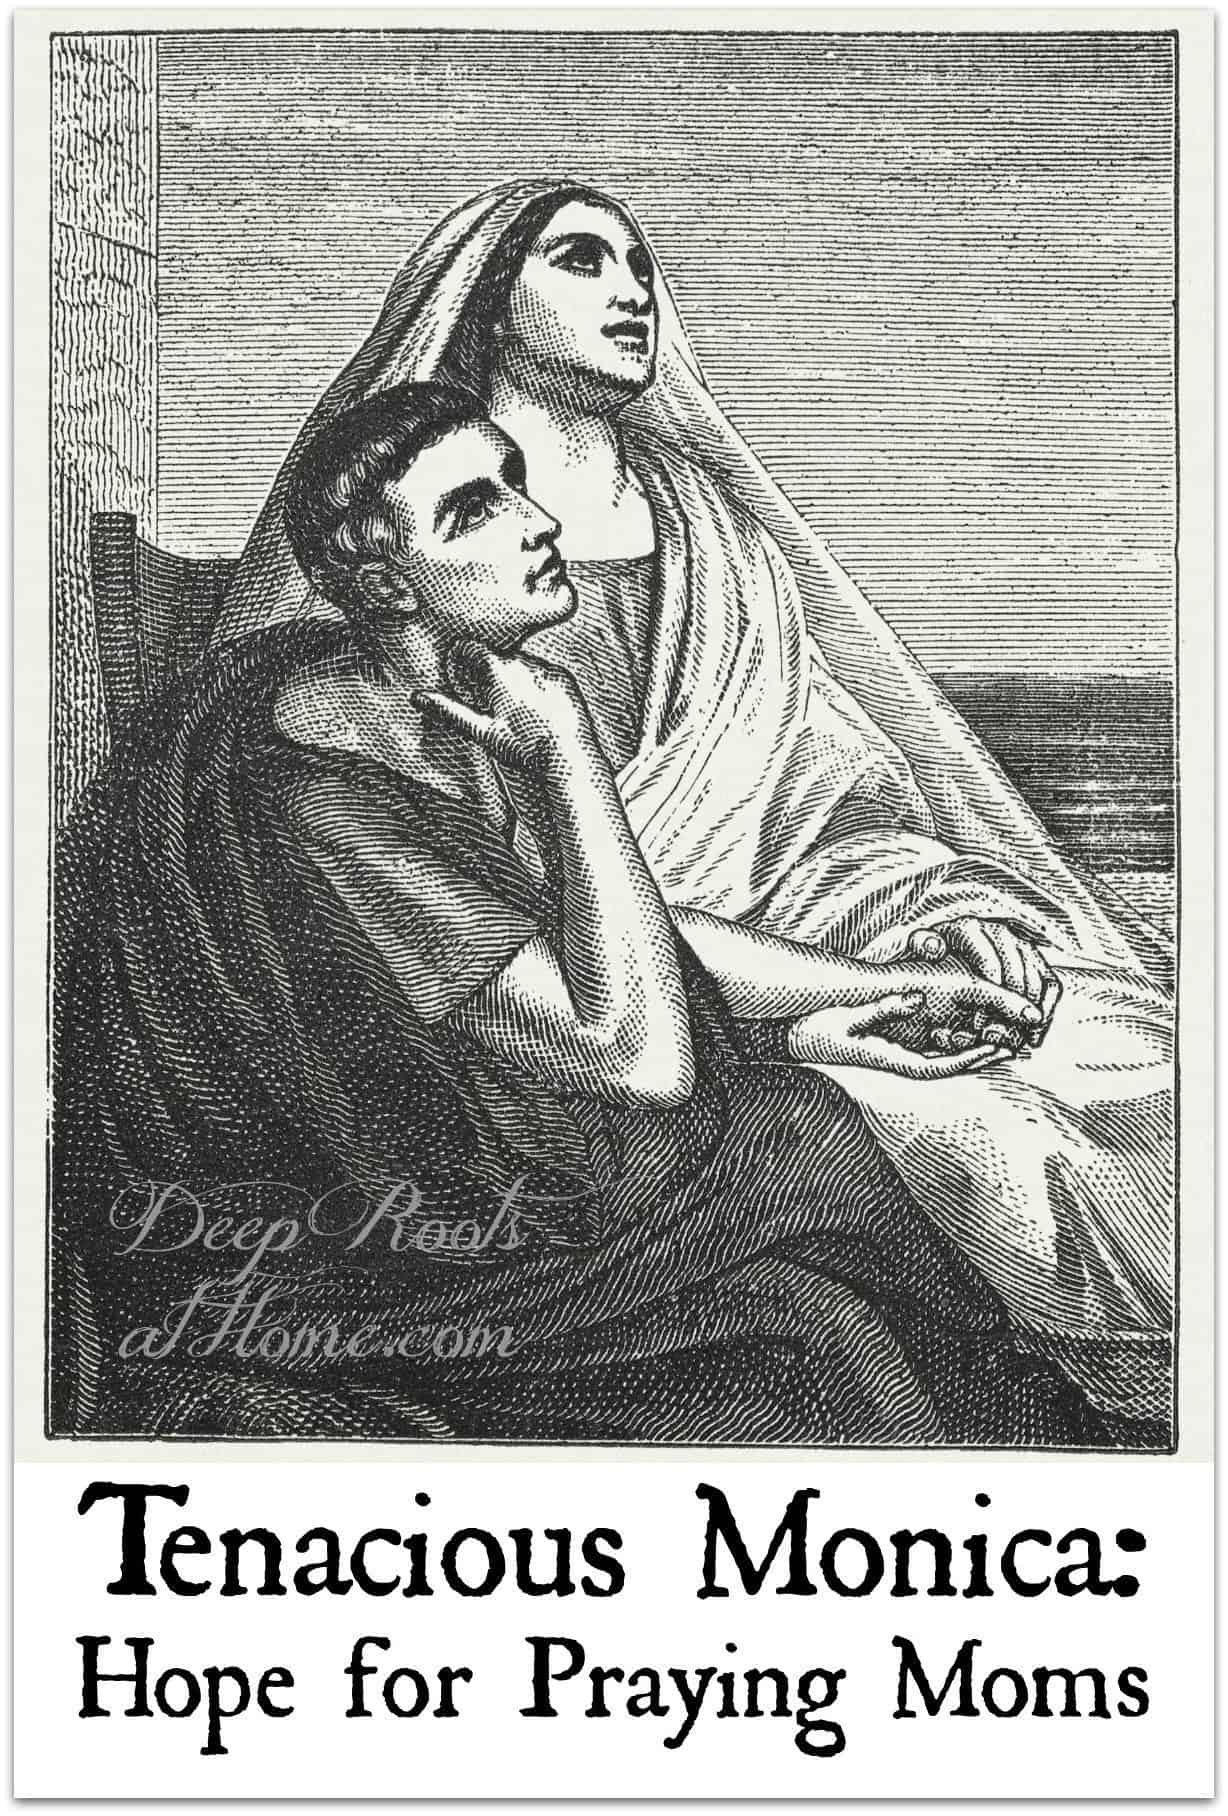 Deep Roots
at Home.com
Tenacious Monica:
Hope for Praying Moms